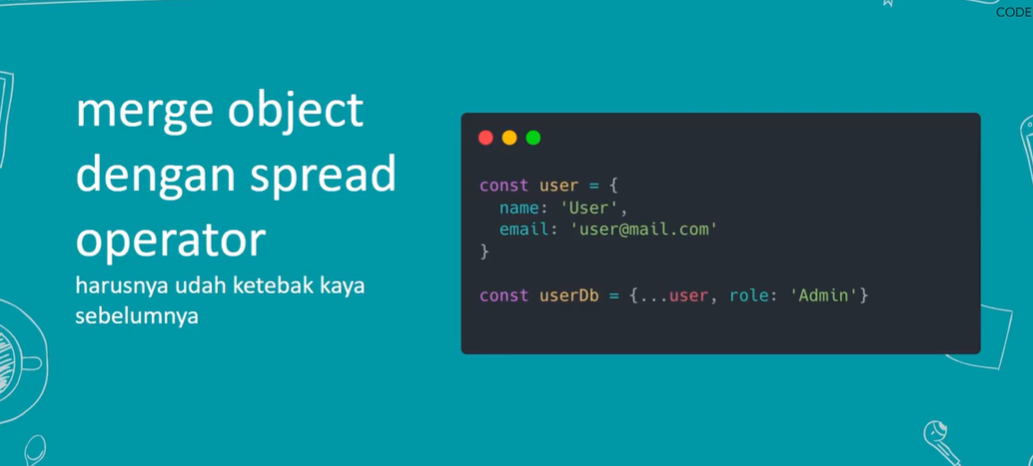 CODE
merge object
dengan spread
operator
harusnya udah ketebak kaya
sebelumnya
const user = {
  name: 'User',
  email: 'user@mail.com'
}
const userDb = {...user, role: 'Admin'}